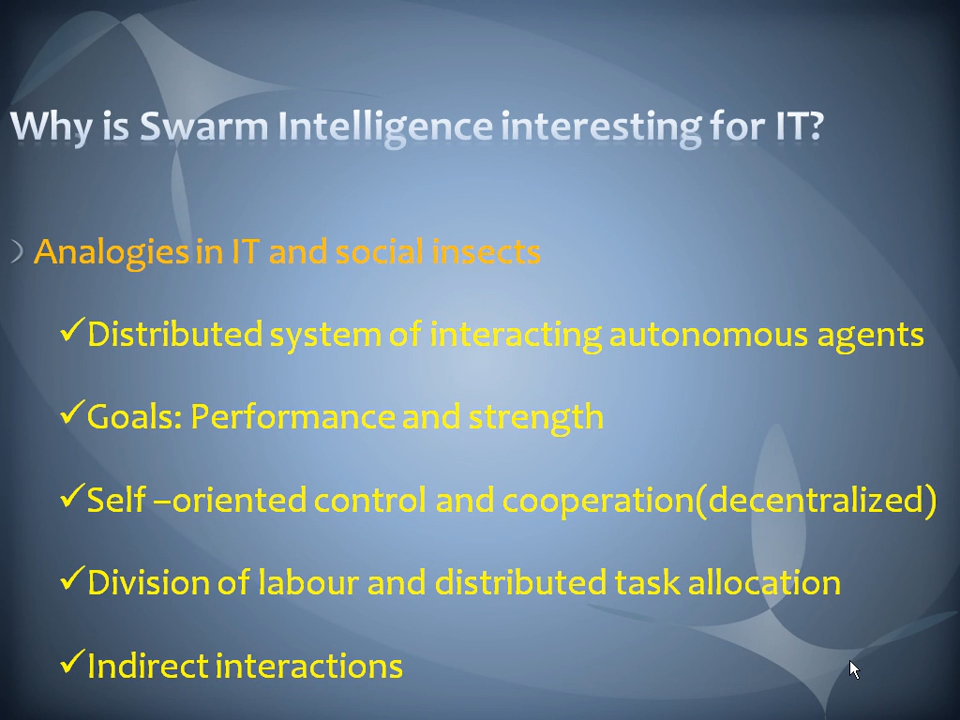 Why is Swarm Intelligence interesting for IT?
Analogies in IT and social insects
✓Distributed system of interacting autonomous agents
✓Goals: Performance and strength
✓Self –oriented control and cooperation(decentralized)
✓Division of labour and distributed task allocation
✓Indirect interactions